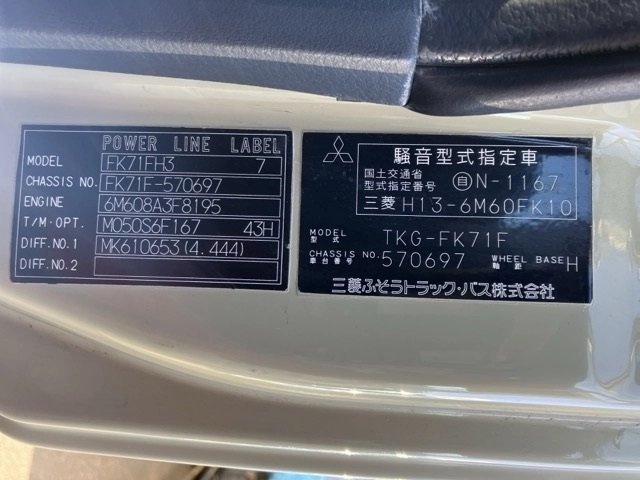 POWER LINE LABEL
MODEL FK71FH3 7
CHASSIS NO. FK71F-570697
ENGINE 6M608A3F8195
T/M・OPT. M050S6F167 43H
DIFF. NO.1 MK610653(4.444)
DIFF. NO.2
騒音型式指定車
国土交通省
型式指定番号 自N-1167
三菱 H13-6M60FK10
MODEL
型式 TKG-FK71F
CHASSIS NO.
車台番号 570697 WHEEL BASE
軸距 H
三菱ふそうトラック・バス株式会社